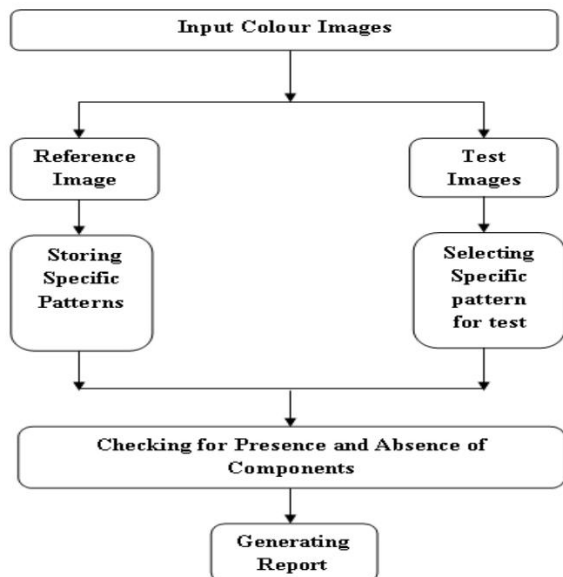 Input Colour Images
Reference
Image
Test
Images
Storing
Specific
Patterns
Selecting
Specific
pattern
for test
Checking for Presence and Absence of
Components
Generating
Report